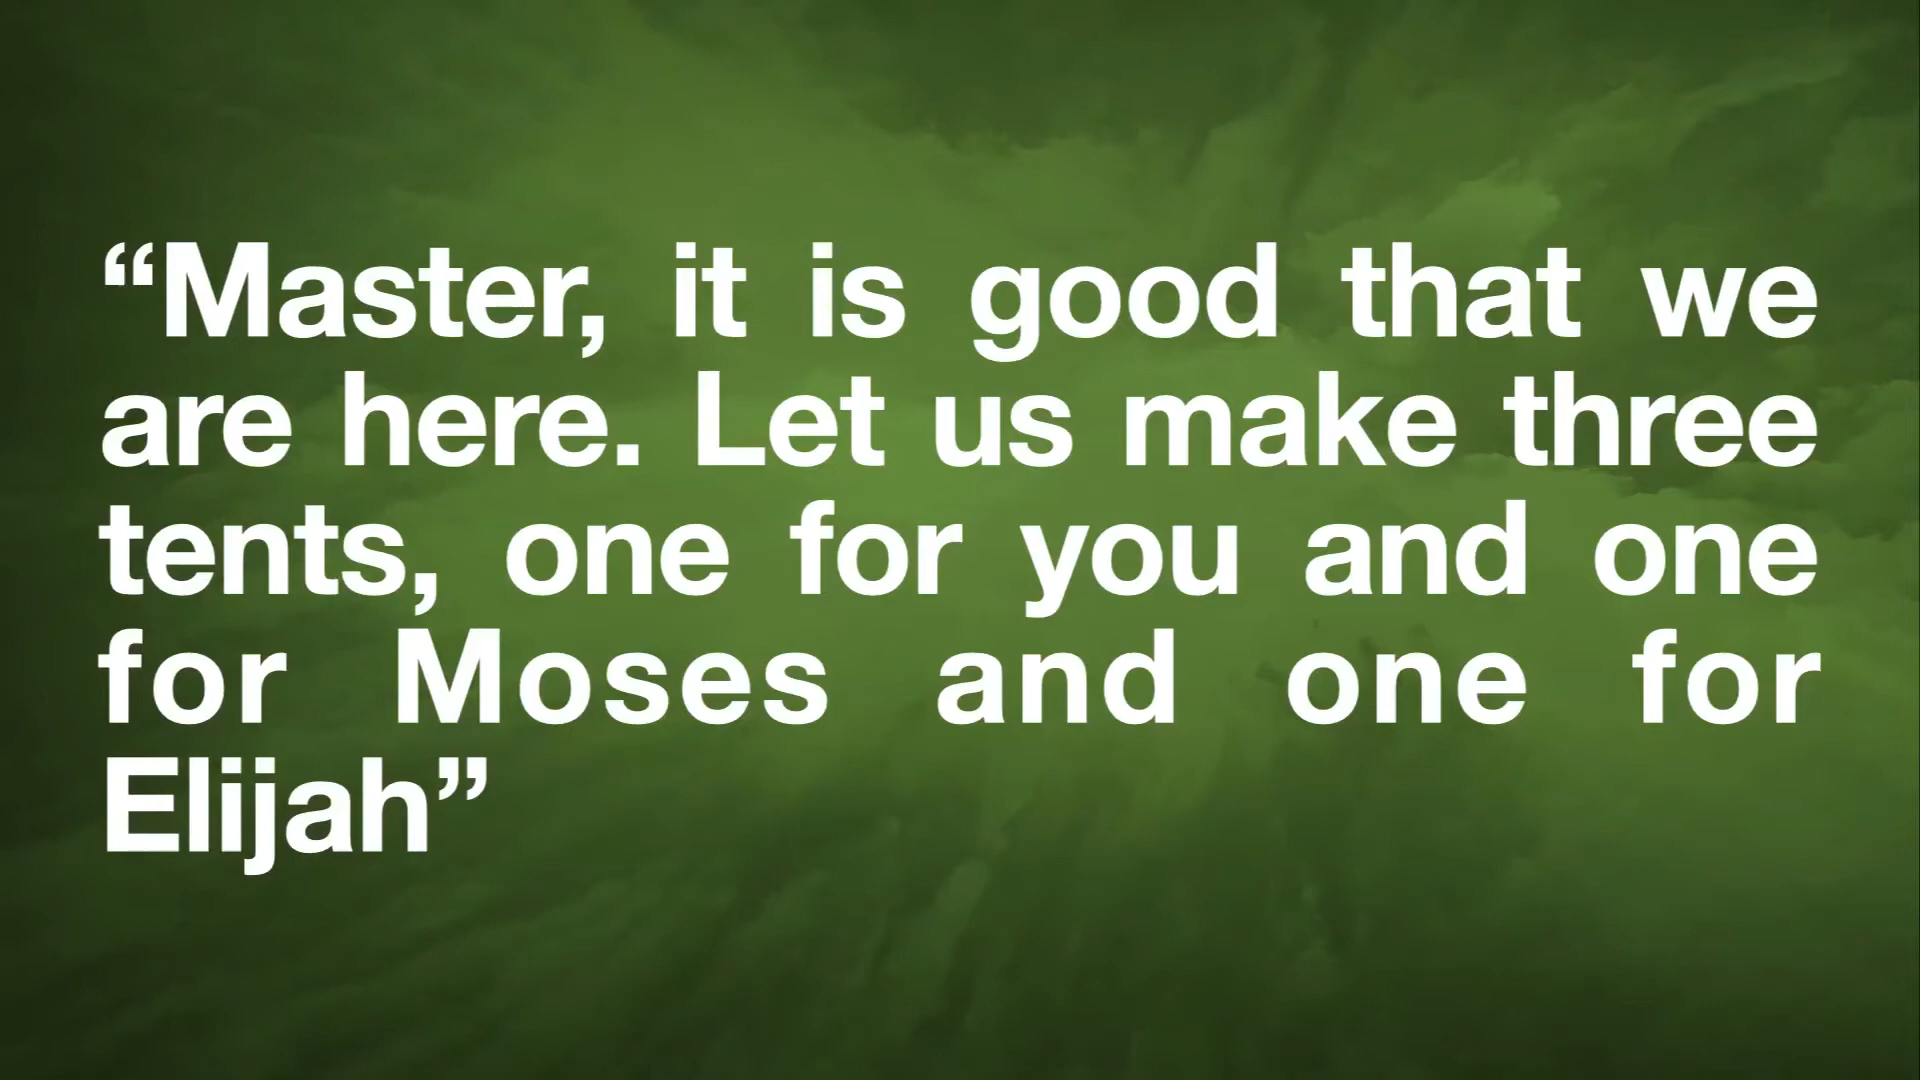 “Master, it is good that we
are here. Let us make three
tents, one for you and one
for Moses and one for
Elijah”